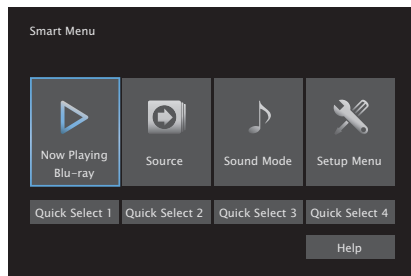 Smart Menu
Now Playing
Blu-ray
Source
Sound Mode
Setup Menu
Quick Select 1
Quick Select 2
Quick Select 3
Quick Select 4
Help